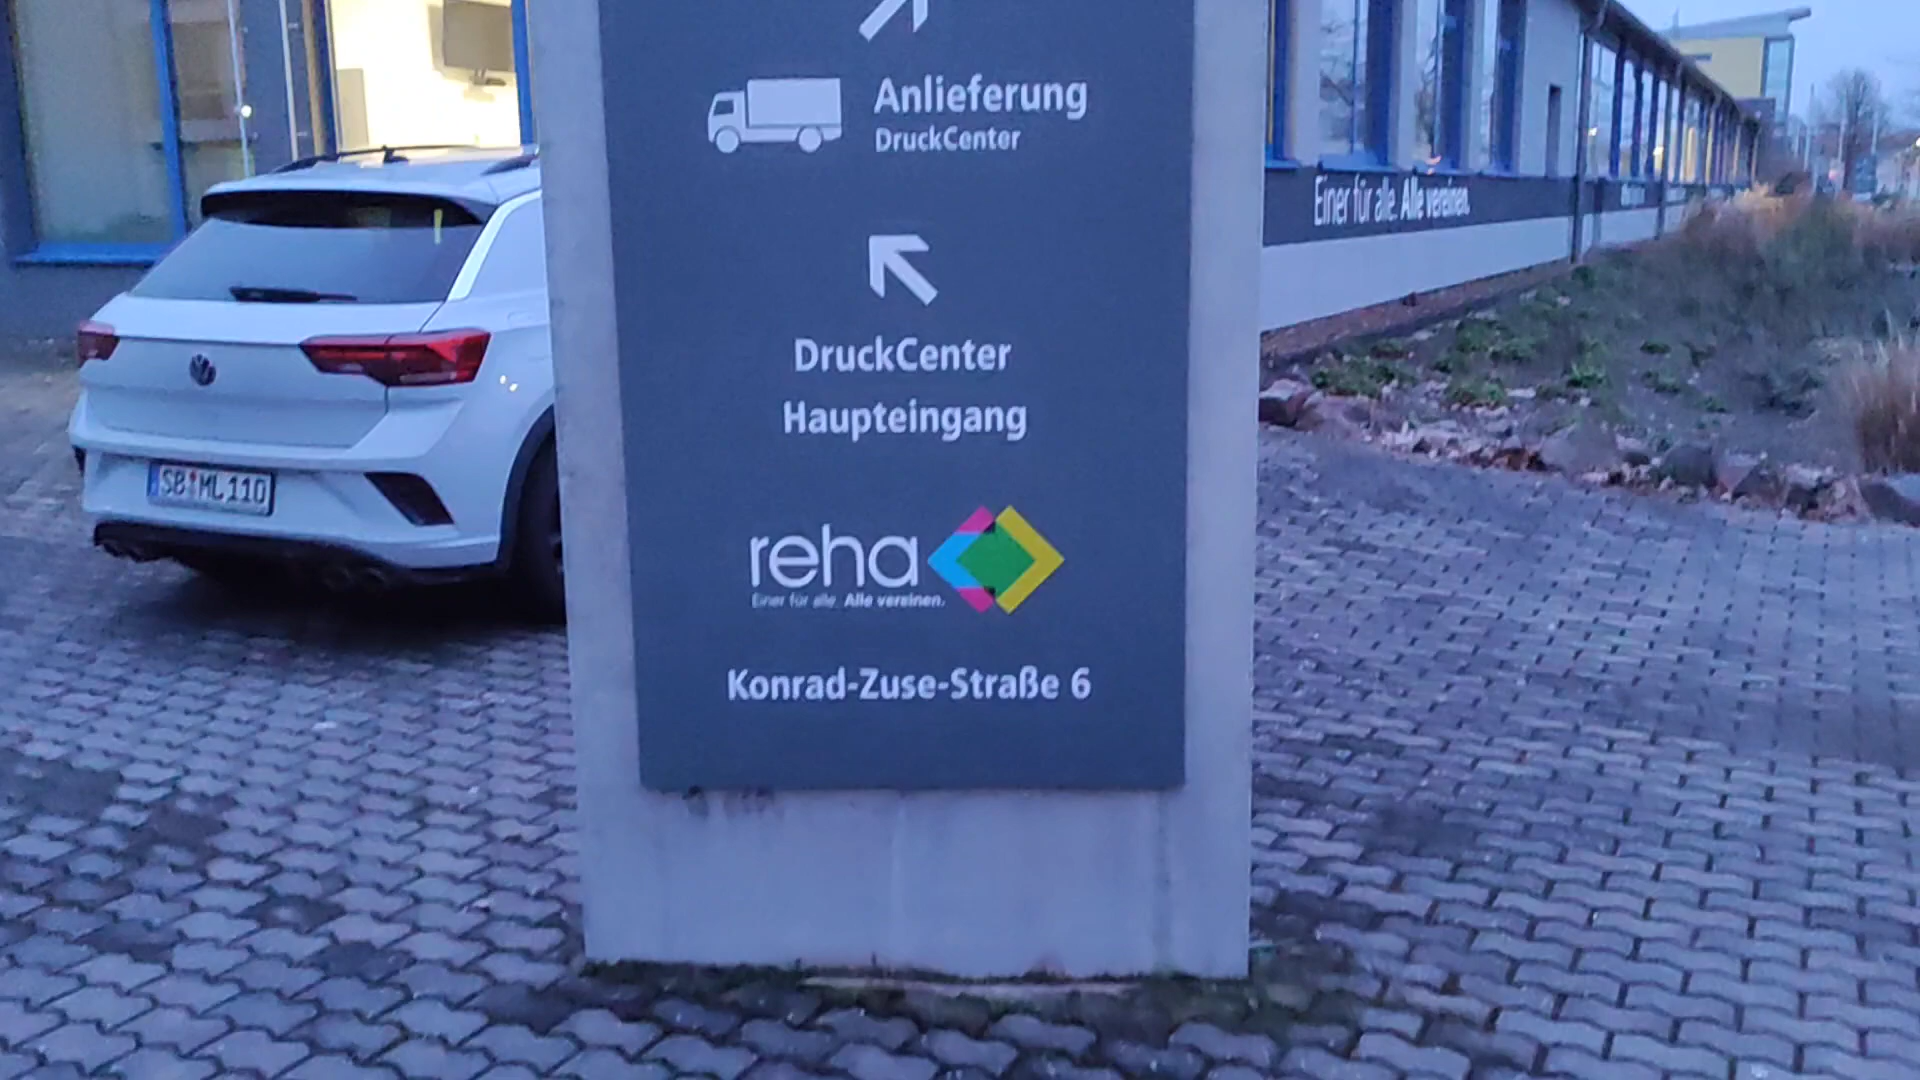 Anlieferung
DruckCenter
Einer für alle. Alle vereinen.
DruckCenter
Haupteingang
SB ML 110
reha
Einer für alle. Alle vereinen.
Konrad-Zuse-Straße 6